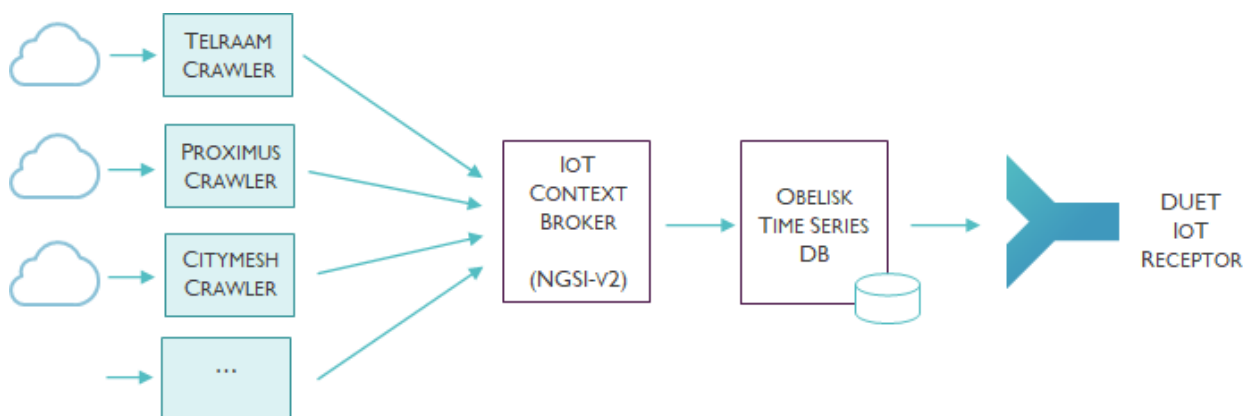 TELRAAM
CRAWLER
PROXIMUS
CRAWLER
CITYMESH
CRAWLER
...
IOT
CONTEXT
BROKER
(NGSI-V2)
OBELISK
TIME SERIES
DB
DUET
IOT
RECEPTOR